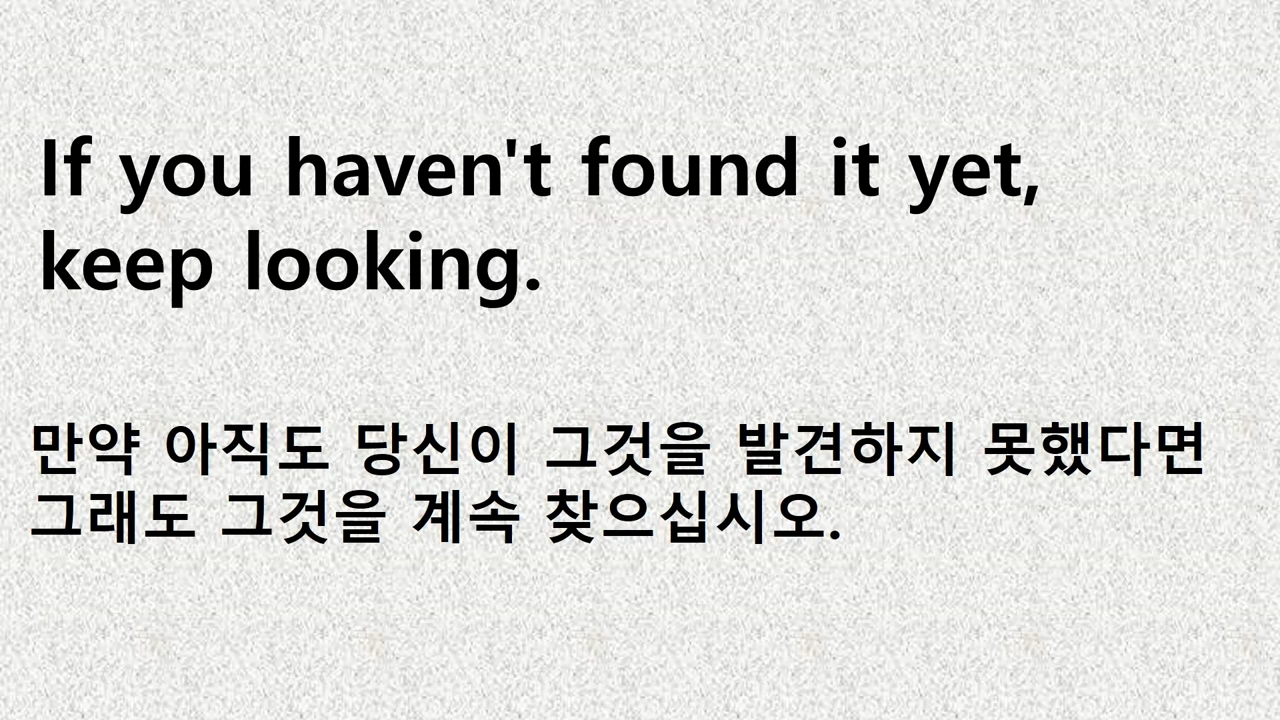 If you haven't found it yet,
keep looking.
만약 아직도 당신이 그것을 발견하지 못했다면
그래도 그것을 계속 찾으십시오.